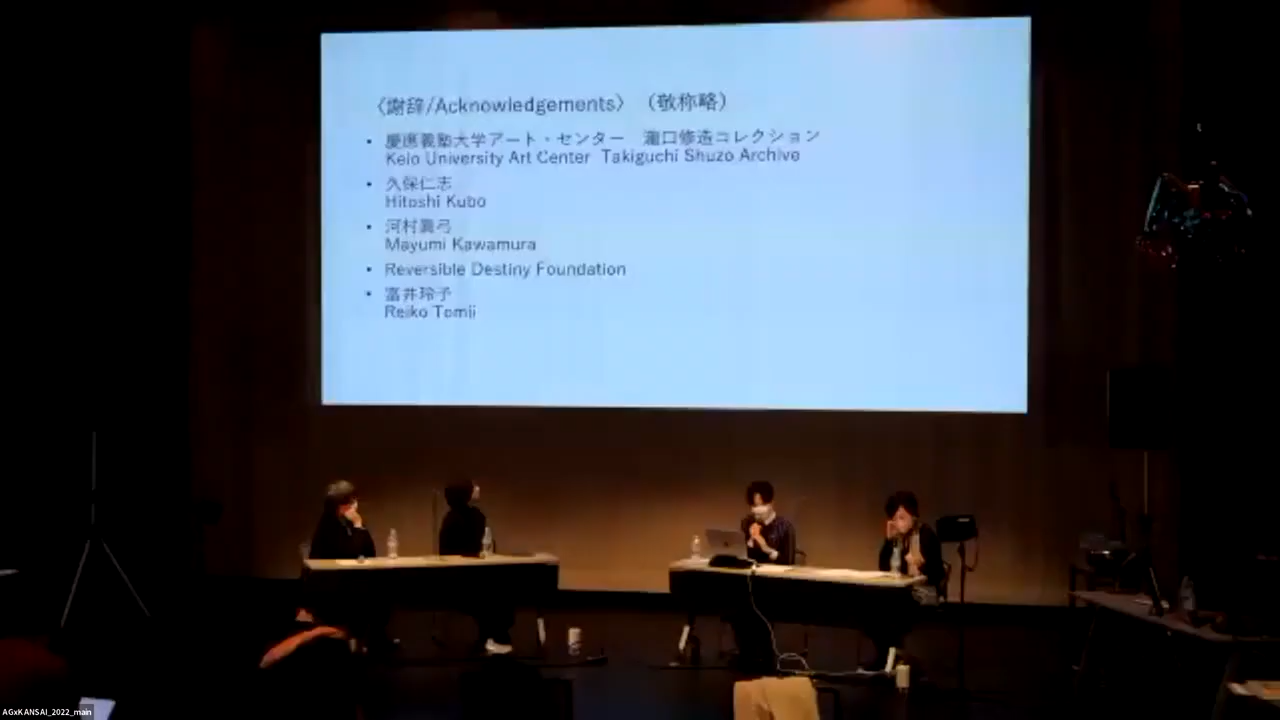 〈謝辞/Acknowledgements〉（敬称略）
• 慶應義塾大学アート・センター　瀧口修造コレクション
Keio University Art Center Takiguchi Shuzo Archive
• 久保仁志
Hitoshi Kubo
• 河村眞弓
Mayumi Kawamura
• Reversible Destiny Foundation
• 富井玲子
Reiko Tomii
AGxKANSAI_2022_main